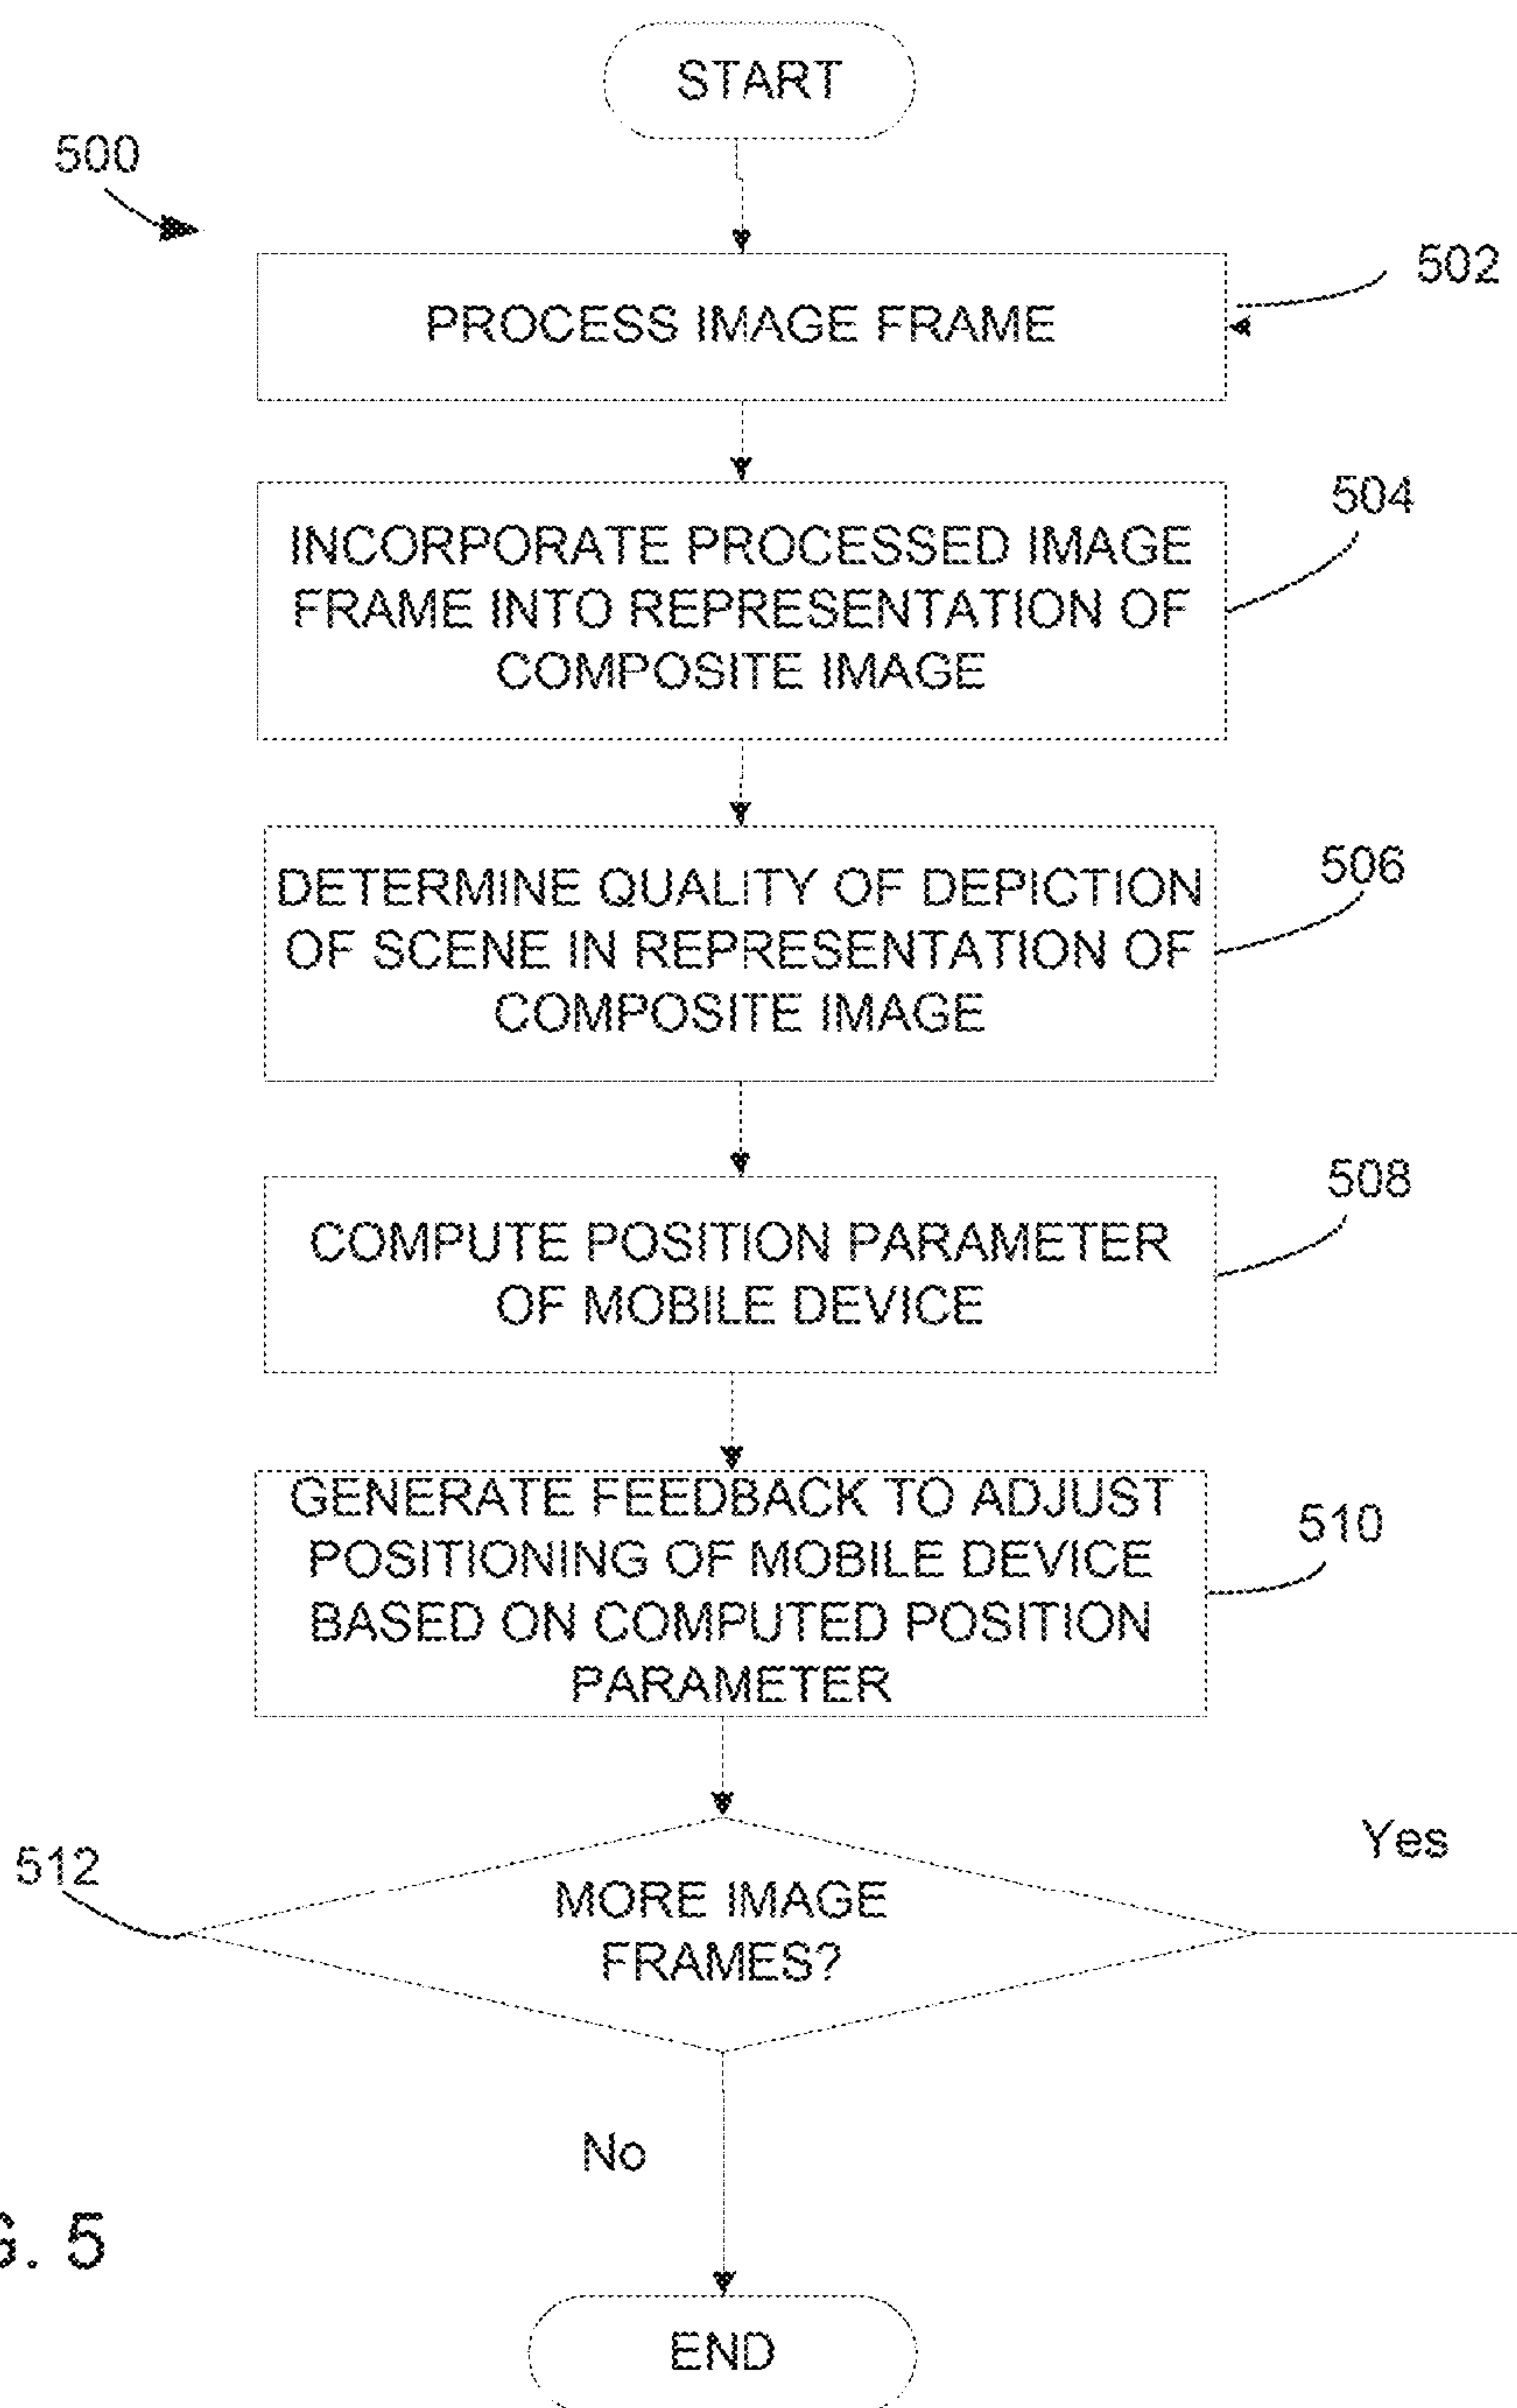 START
500
PROCESS IMAGE FRAME
502
INCORPORATE PROCESSED IMAGE
FRAME INTO REPRESENTATION OF
COMPOSITE IMAGE
504
DETERMINE QUALITY OF DEPICTION
OF SCENE IN REPRESENTATION OF
COMPOSITE IMAGE
506
COMPUTE POSITION PARAMETER
OF MOBILE DEVICE
508
GENERATE FEEDBACK TO ADJUST
POSITIONING OF MOBILE DEVICE
BASED ON COMPUTED POSITION
PARAMETER
510
512
MORE IMAGE
FRAMES?
Yes
No
G. 5
END